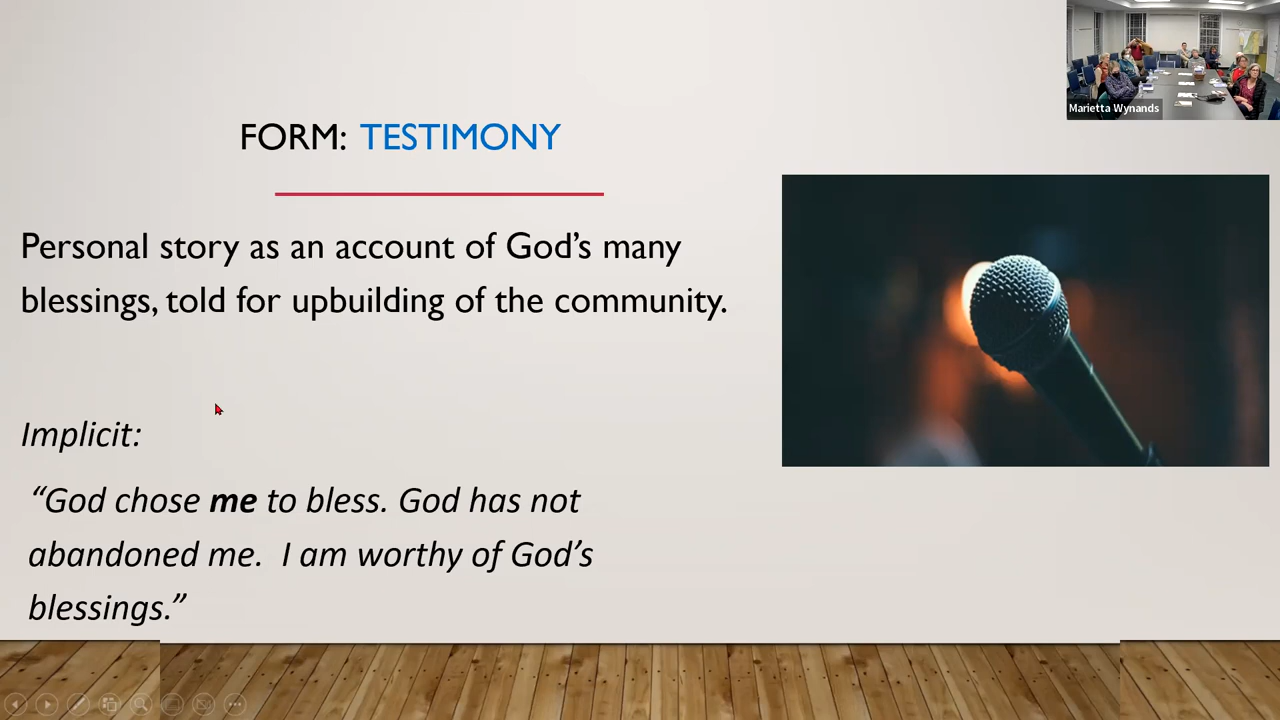 Marietta Wynands
FORM: TESTIMONY
Personal story as an account of God’s many
blessings, told for upbuilding of the community.
Implicit:
“God chose me to bless. God has not
abandoned me.  I am worthy of God’s
blessings.”